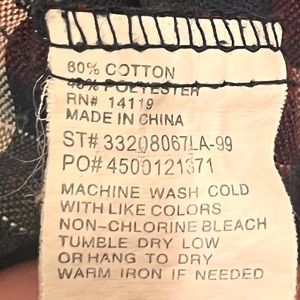 60% COTTON
40% POLYESTER
RN# 14119
MADE IN CHINA
ST# 33208067LA-99
PO# 4500121371
MACHINE WASH COLD
WITH LIKE COLORS
NON-CHLORINE BLEACH
TUMBLE DRY LOW
OR HANG TO DRY
WARM IRON IF NEEDED